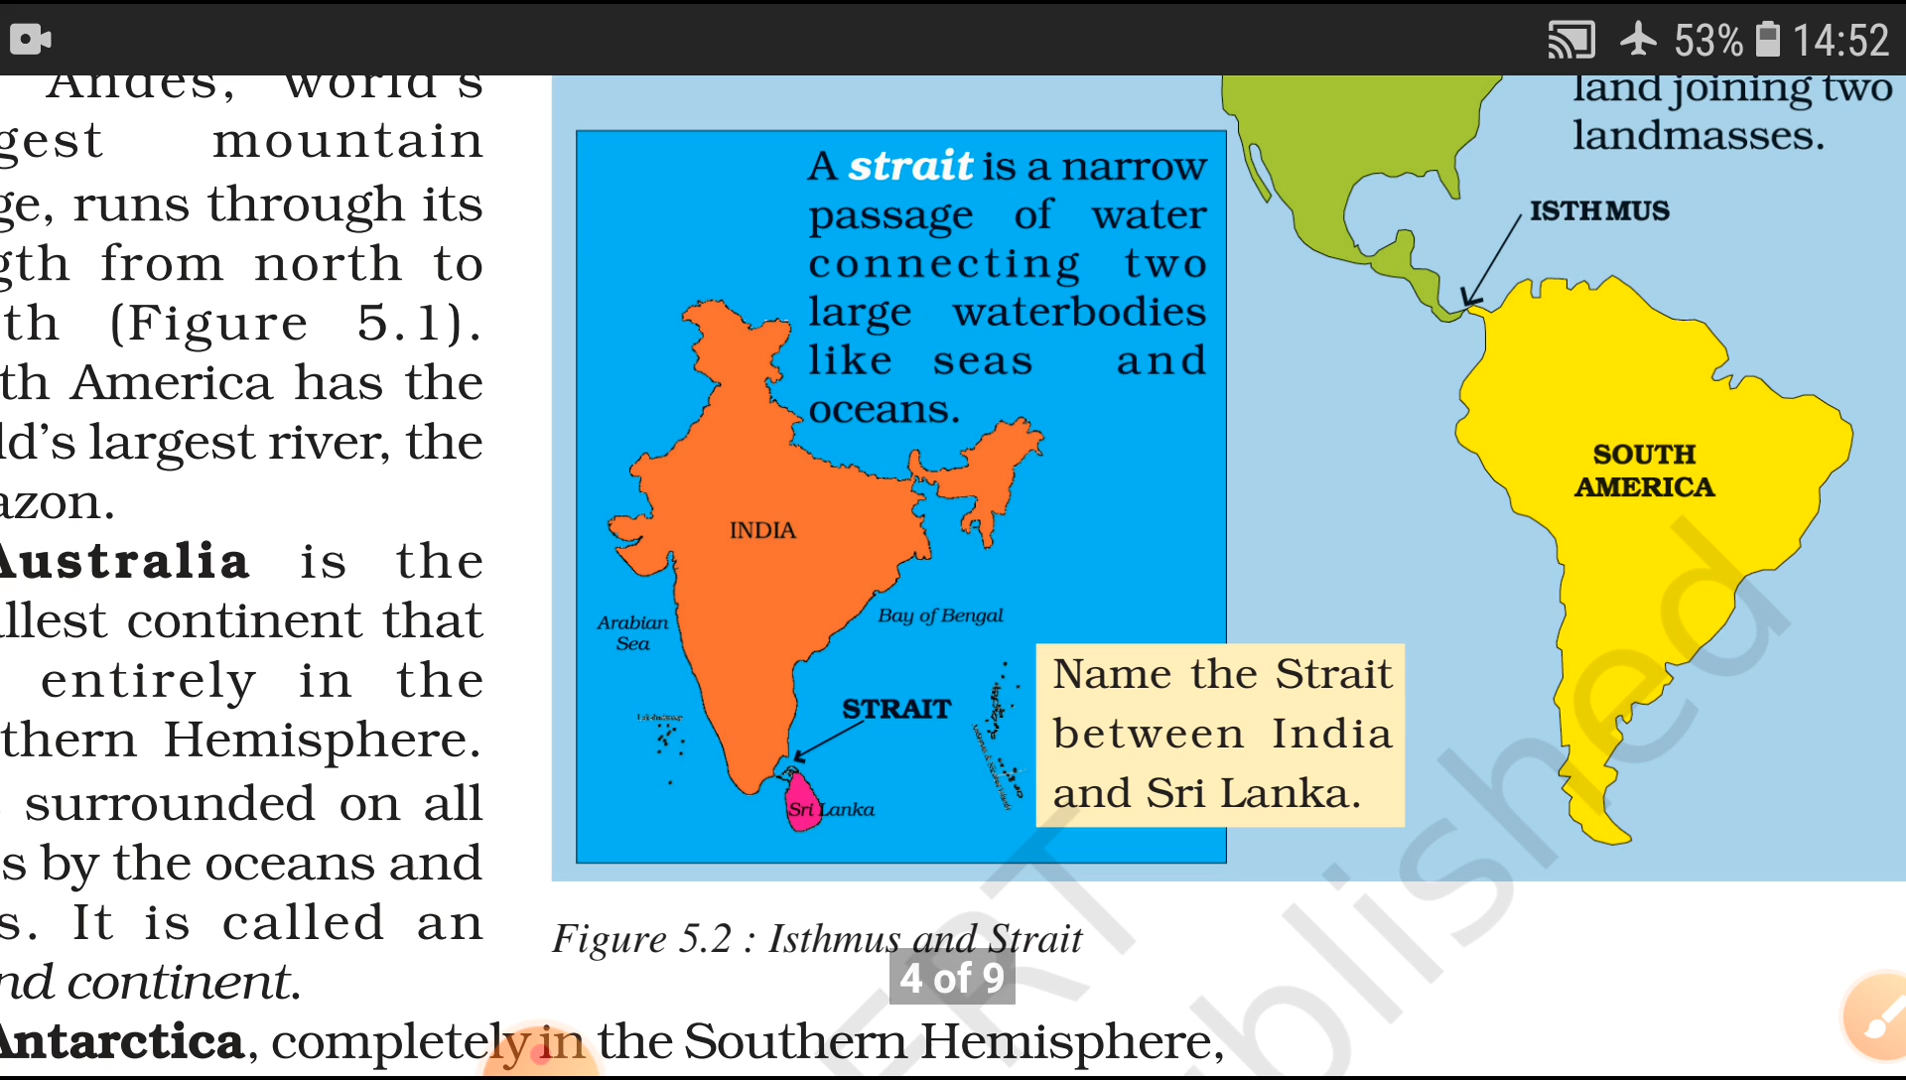 53% 14:52
Andes, world's
gest mountain
ge, runs through its
gth from north to
th (Figure 5.1).
th America has the
ld's largest river, the
azon.
Australia is the
allest continent that
entirely in the
thern Hemisphere.
surrounded on all
s by the oceans and
s. It is called an
nd continent.
Antarctica, completely in the Southern Hemisphere,
A strait is a narrow
passage of water
connecting two
large waterbodies
like seas and
oceans.
INDIA
Arabian
Sea
Bay of Bengal
STRAIT
Sri Lanka
Name the Strait
between India
and Sri Lanka.
land joining two
landmasses.
ISTHMUS
SOUTH
AMERICA
Figure 5.2 : Isthmus and Strait
4 of 9
ERT
blished